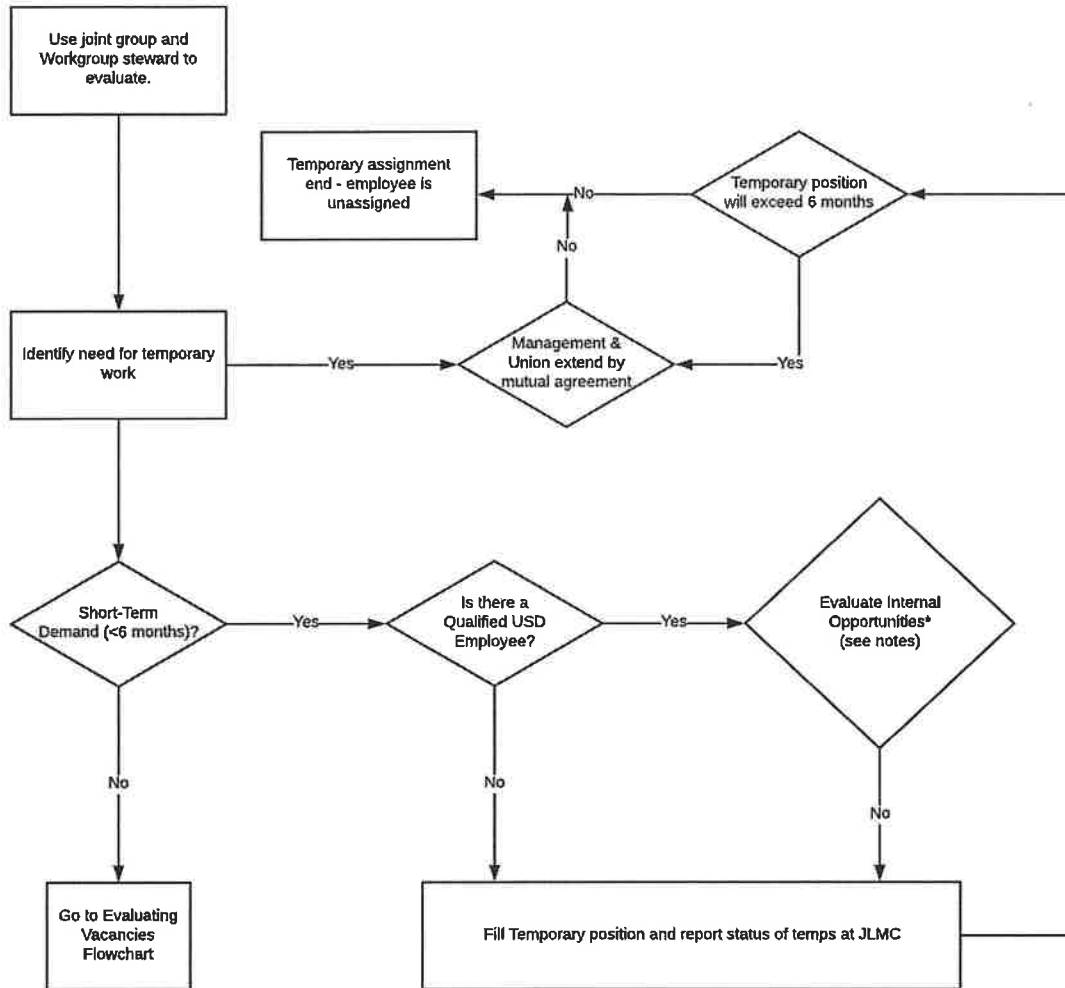 Use joint group and
Workgroup steward to
evaluate.
Temporary assignment
end - employee is
unassigned
No
Temporary position
will exceed 6 months
No
Identify need for temporary
work
Yes
Management &
Union extend by
mutual agreement
Yes
Short-Term
Demand (<6 months)?
Yes
Is there a
Qualified USD
Employee?
Yes
Evaluate Internal
Opportunities*
(see notes)
No
No
No
Go to Evaluating
Vacancies
Flowchart
Fill Temporary position and report status of temps at JLMC